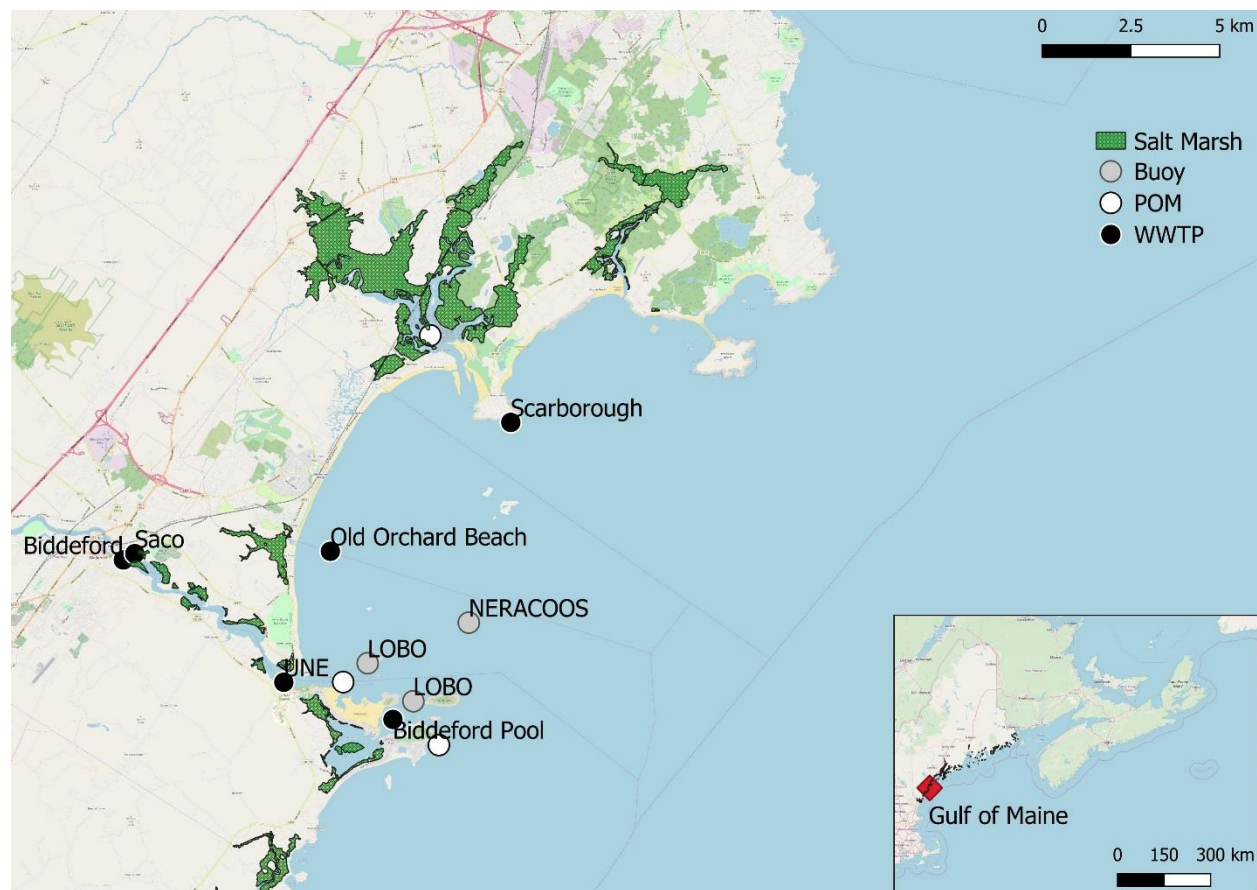 0 2.5 5 km
Salt Marsh
Buoy
POM
WWTP
Scarborough
Old Orchard Beach
Biddeford
Saco
NERACOOS
LOBO
UNE
LOBO
Biddeford Pool
Gulf of Maine
0 150 300 km